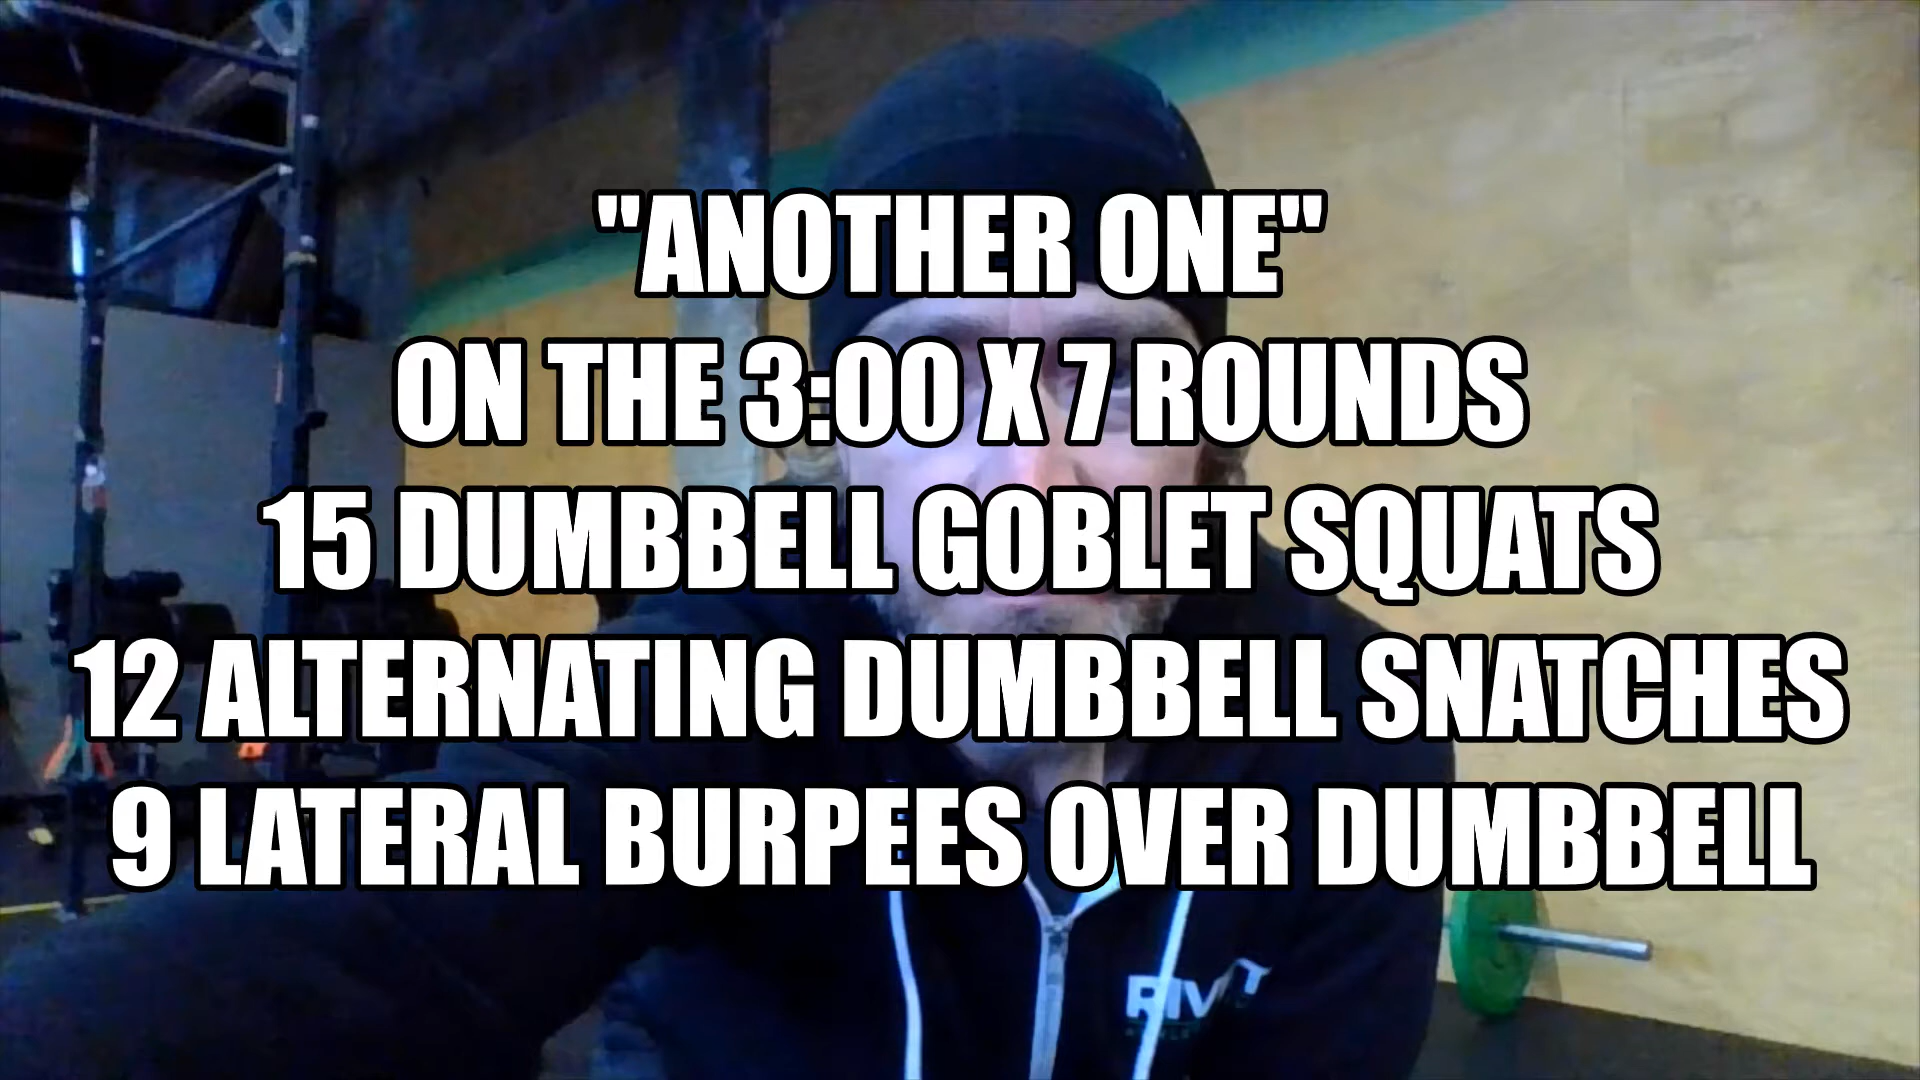 "ANOTHER ONE"
ON THE 3:00 X 7 ROUNDS
15 DUMBBELL GOBLET SQUATS
12 ALTERNATING DUMBBELL SNATCHES
9 LATERAL BURPEES OVER DUMBBELL